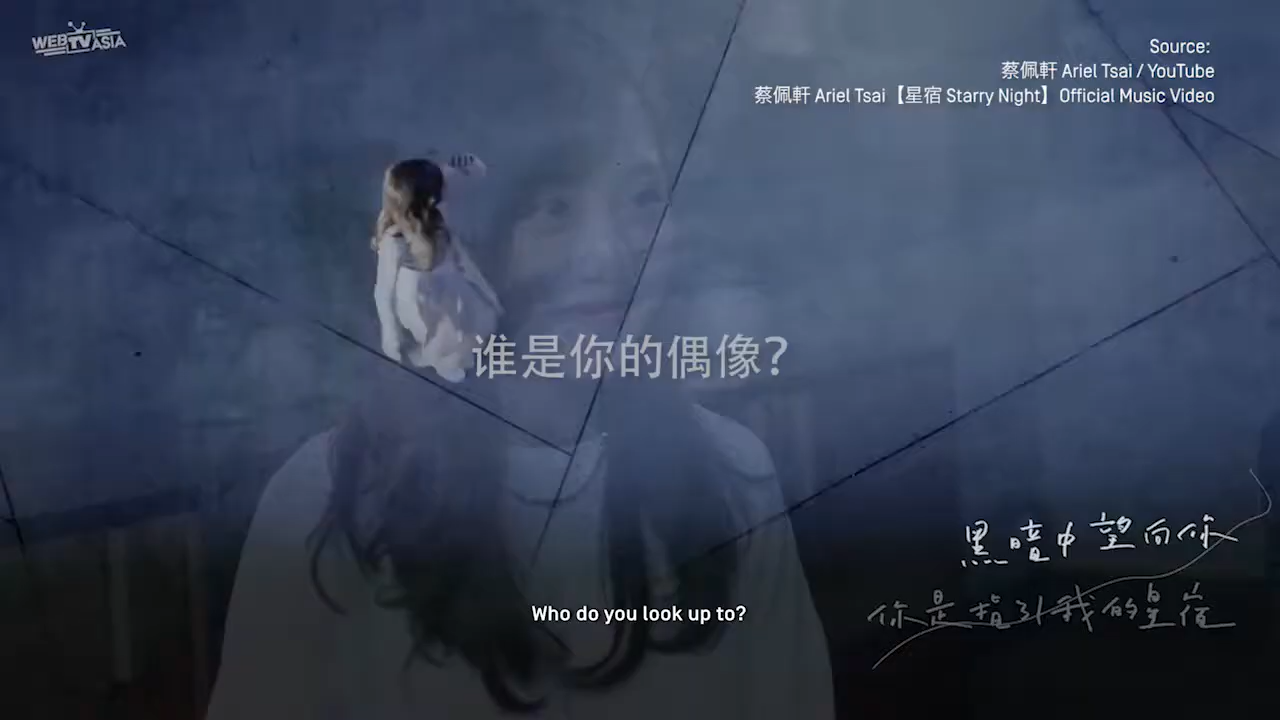 WEBTVASIA
Source:
蔡佩軒 Ariel Tsai / YouTube
蔡佩軒 Ariel Tsai【星宿 Starry Night】Official Music Video
谁是你的偶像?
黑暗中望向你
你是指引我的星宿
Who do you look up to?